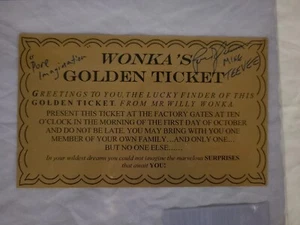 "Pure
Imagination"
MIKE
TEEVEE
WONKA'S
GOLDEN TICKET
GREETINGS TO YOU, THE LUCKY FINDER OF THIS
GOLDEN TICKET, FROM MR WILLY WONKA.
PRESENT THIS TICKET AT THE FACTORY GATES AT TEN
O'CLOCK IN THE MORNING OF THE FIRST DAY OF OCTOBER
AND DO NOT BE LATE. YOU MAY BRING WITH YOU ONE
MEMBER OF YOUR OWN FAMILY....AND ONLY ONE....
BUT NO ONE ELSE.......
In your wildest dreams you could not imagine the marvelous SURPRISES
that await YOU!